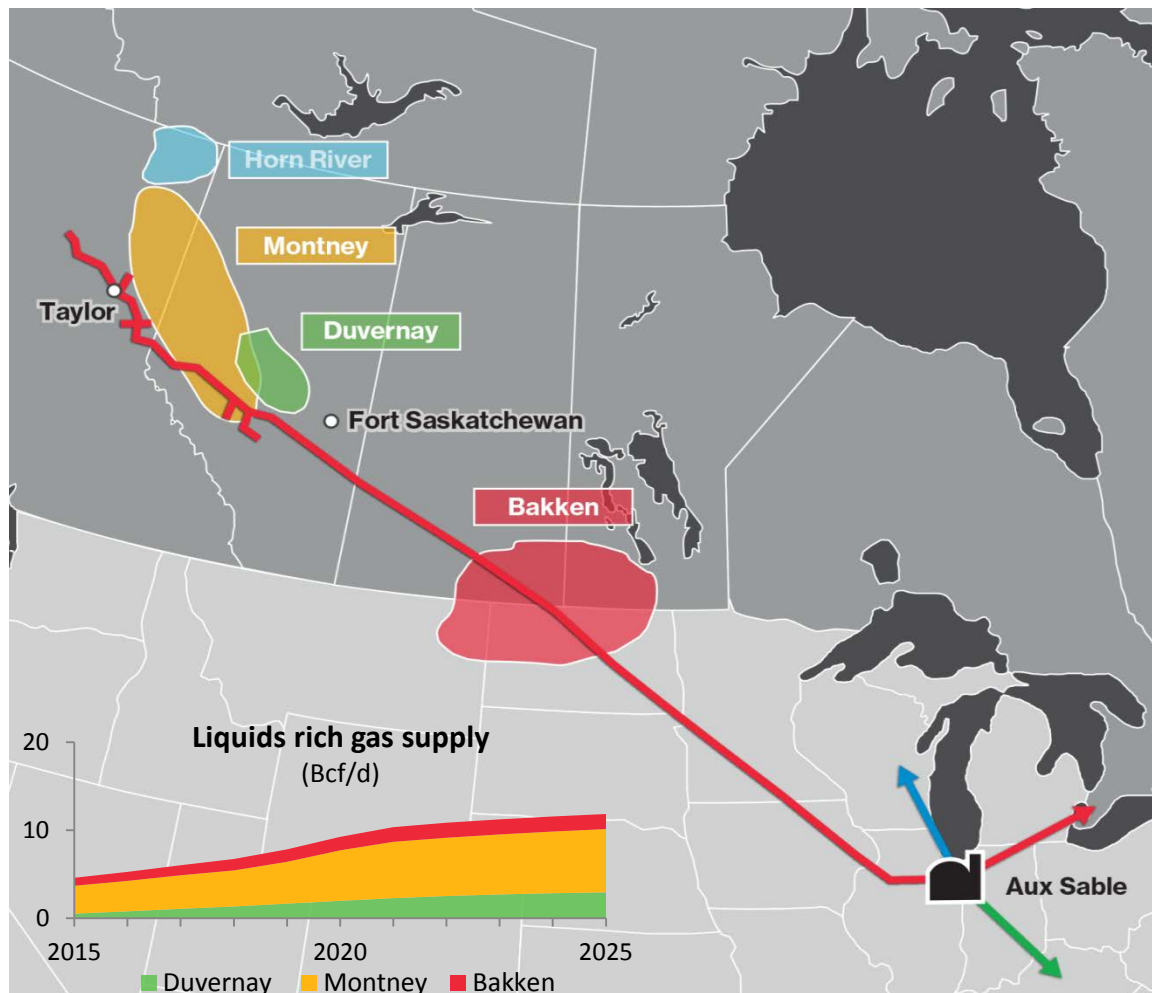 Horn River
Montney
Taylor
Duvernay
Fort Saskatchewan
Bakken
Aux Sable
Liquids rich gas supply
(Bcf/d)
20
10
0
2015
2020
2025
Duvernay
Montney
Bakken